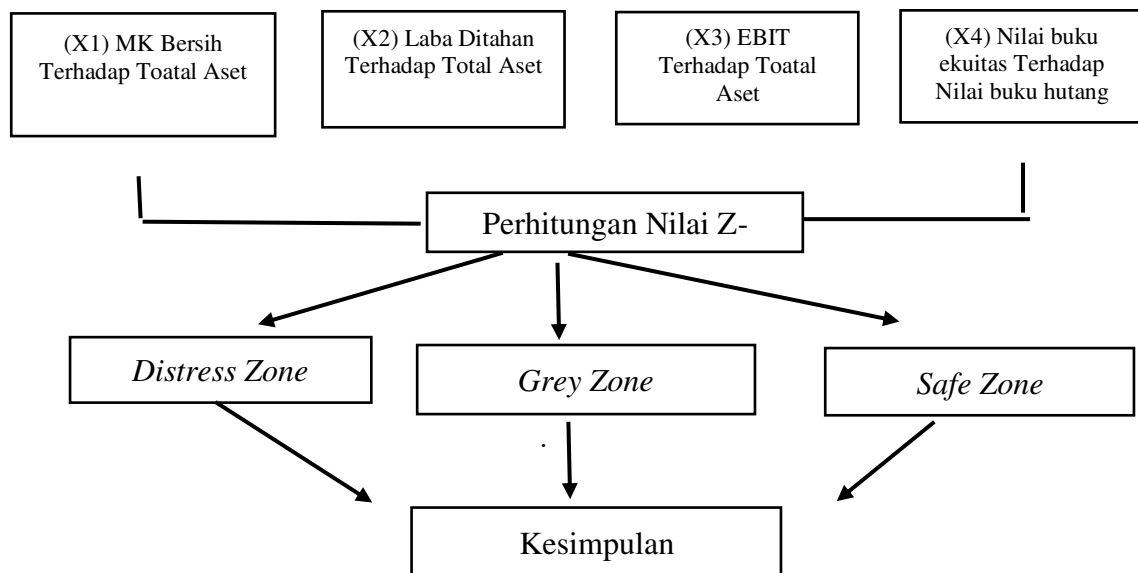 (X1) MK Bersih
Terhadap Toatal Aset
(X2) Laba Ditahan
Terhadap Total Aset
(X3) EBIT
Terhadap Toatal
Aset
(X4) Nilai buku
ekuitas Terhadap
Nilai buku hutang
Perhitungan Nilai Z-
Distress Zone
Grey Zone
Safe Zone
.
Kesimpulan